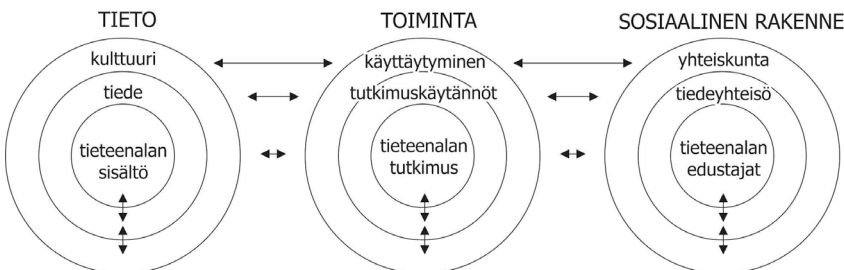 TIETO TOIMINTA SOSIAALINEN RAKENNE
kulttuuri käyttäytyminen yhteiskunta
tiede tutkimuskäytännöt tiedeyhteisö
tieteenalan tieteenalan tieteenalan
sisältö tutkimus edustajat